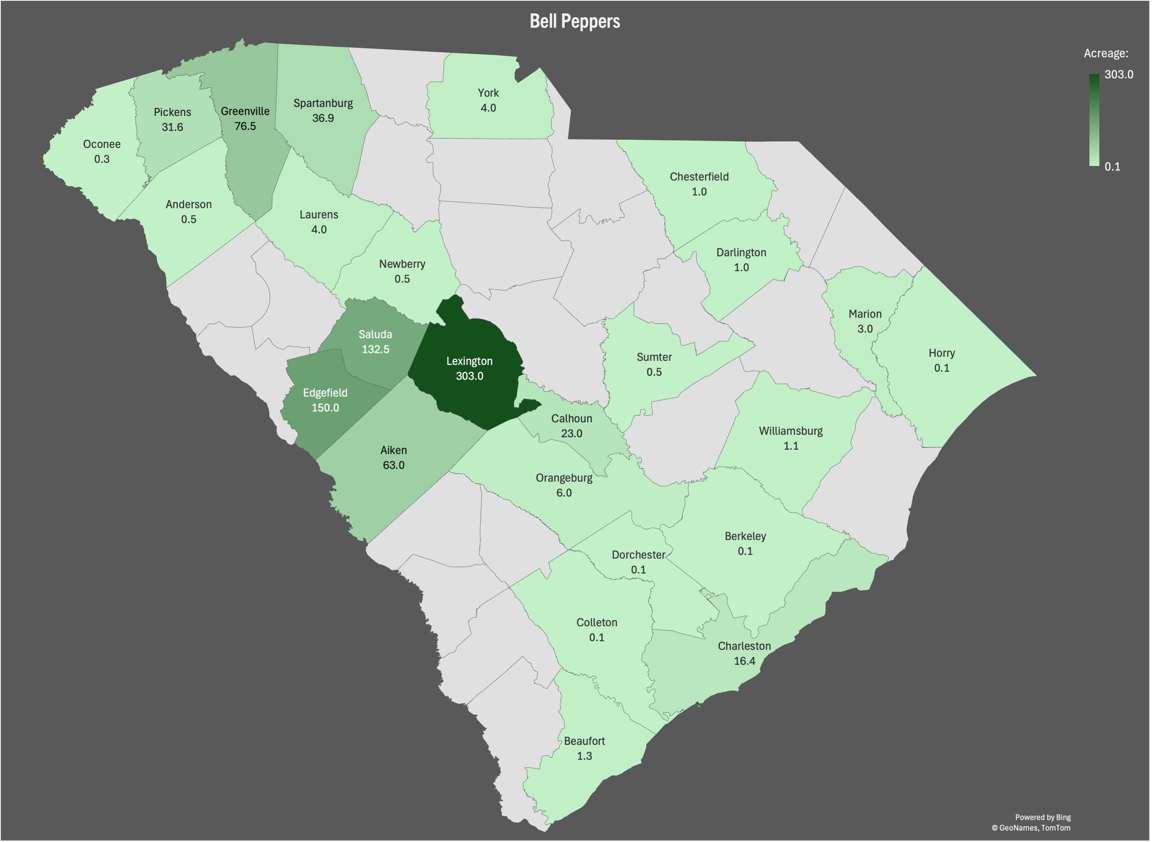 Bell Peppers
Acreage:
303.0
0.1
York
4.0
Spartanburg
36.9
Greenville
76.5
Pickens
31.6
Oconee
0.3
Chesterfield
1.0
Anderson
0.5
Laurens
4.0
Darlington
1.0
Newberry
0.5
Marion
3.0
Saluda
132.5
Horry
0.1
Sumter
0.5
Lexington
303.0
Edgefield
150.0
Calhoun
23.0
Williamsburg
1.1
Aiken
63.0
Orangeburg
6.0
Berkeley
0.1
Dorchester
0.1
Colleton
0.1
Charleston
16.4
Beaufort
1.3
Powered by Bing
© GeoNames, TomTom